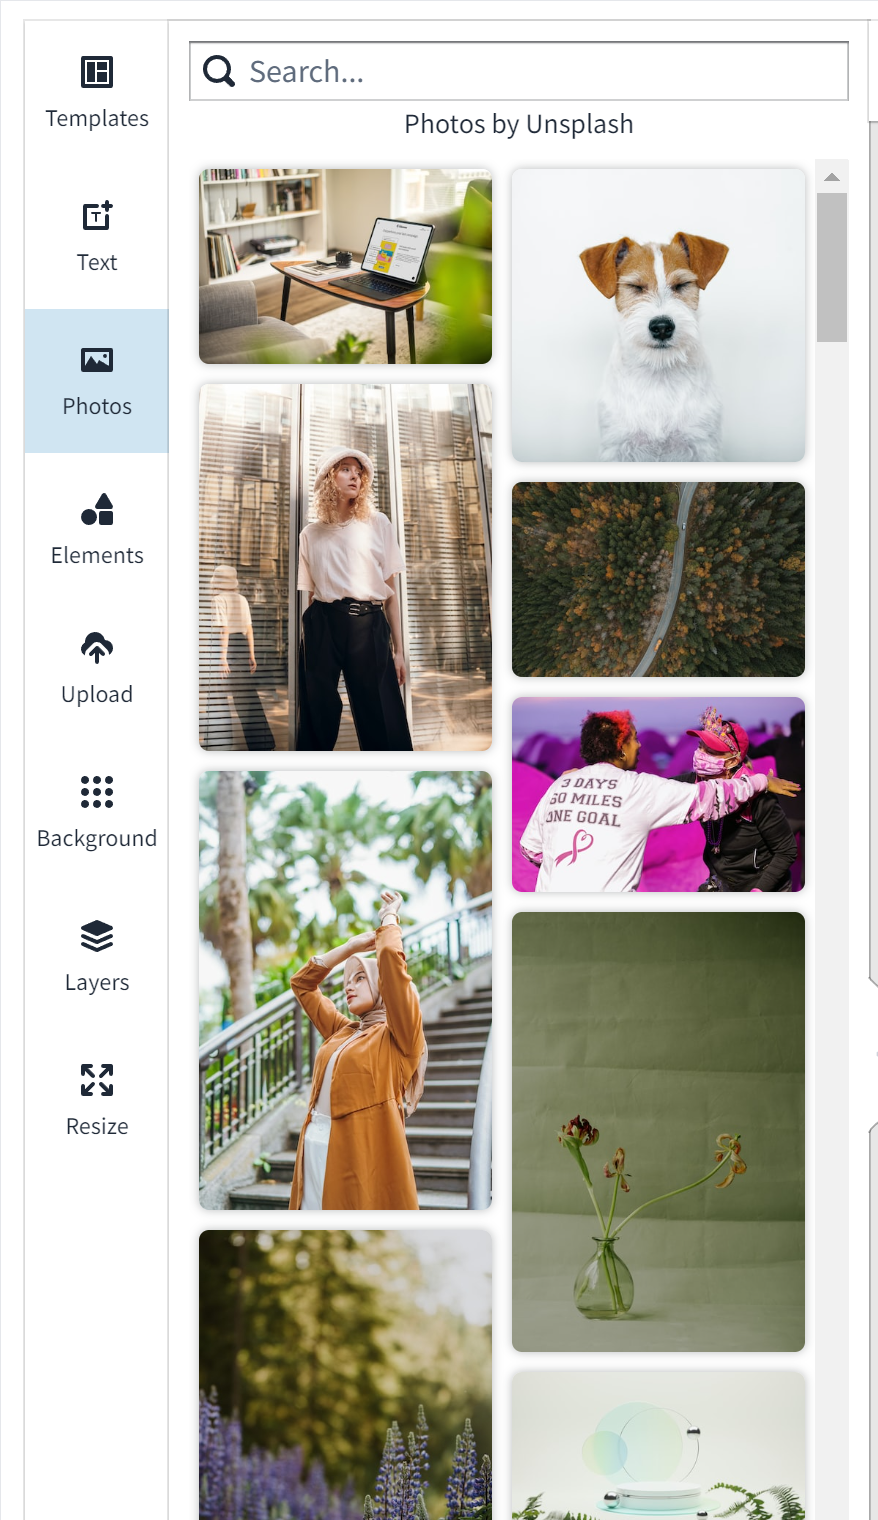 Templates
Text
Photos
Elements
Upload
Background
Layers
Resize
Search...
Photos by Unsplash
T
3 DAYS
60 MILES
ONE GOAL